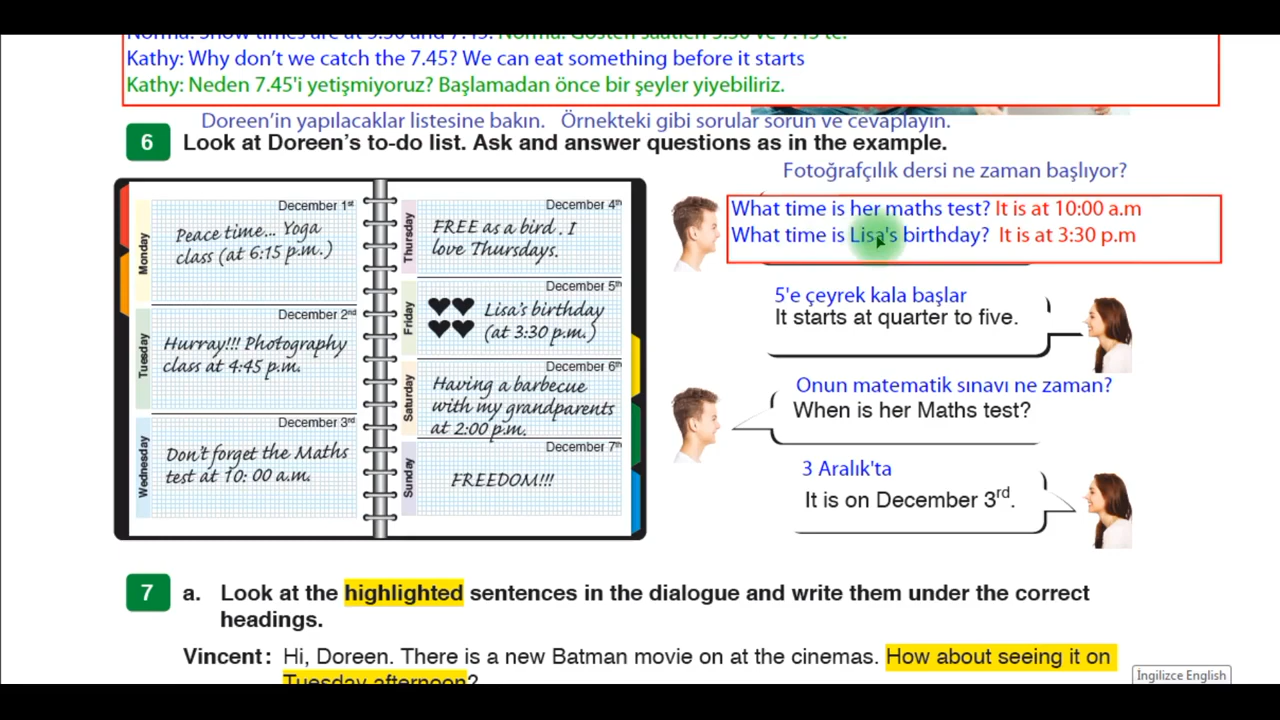 Kathy: Why don't we catch the 7.45? We can eat something before it starts
Kathy: Neden 7.45'i yetişmiyoruz? Başlamadan önce bir şeyler yiyebiliriz.
Doreen'in yapılacaklar listesine bakın. Örnekteki gibi sorular sorun ve cevaplayın.
6 Look at Doreen's to-do list. Ask and answer questions as in the example.
Monday
December 1st
Peace time... Yoga
class (at 6:15 p.m.)
Tuesday
December 2nd
Hurray!!! Photography
class at 4:45 p.m.
Wednesday
December 3rd
Don't forget the Maths
test at 10: 00 a.m.
Thursday
December 4th
FREE as a bird . I
love Thursdays.
Friday
December 5th
Lisa's birthday
(at 3:30 p.m.)
Saturday
December 6th
Having a barbecue
with my grandparents
at 2:00 p.m.
Sunday
December 7th
FREEDOM!!!
Fotoğrafçılık dersi ne zaman başlıyor?
What time is her maths test? It is at 10:00 a.m
What time is Lisa's birthday? It is at 3:30 p.m
5'e çeyrek kala başlar
It starts at quarter to five.
Onun matematik sınavı ne zaman?
When is her Maths test?
3 Aralık'ta
It is on December 3rd.
7 a. Look at the highlighted sentences in the dialogue and write them under the correct
headings.
Vincent: Hi, Doreen. There is a new Batman movie on at the cinemas. How about seeing it on
Tuesday afternoon?
İngilizce English